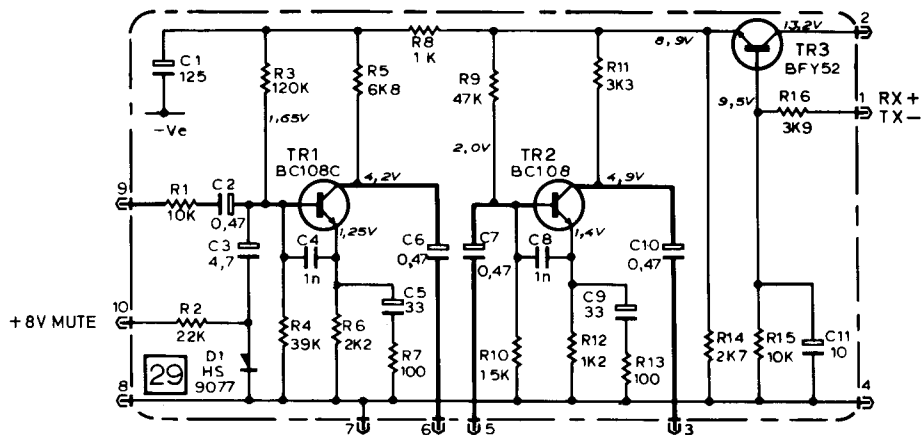 C1
125
-Ve
R3
120K
1,65V
R5
6K8
R8
1K
R9
47K
2,0V
R11
3K3
8,9V
13,2V
2
TR3
BFY52
9,5V
R16
3K9
1
RX+
TX-
9
R1
10K
C2
0,47
TR1
BC108C
4,2V
1,25V
TR2
BC108
4,9V
1,4V
C3
4,7
C4
1n
C6
0,47
C7
0,47
C8
1n
C10
0,47
+8V MUTE
10
R2
22K
D1
HS
9077
R4
39K
R6
2K2
C5
33
R7
100
R10
15K
R12
1K2
C9
33
R13
100
R14
2K7
R15
10K
C11
10
29
8
7
6
5
3
4